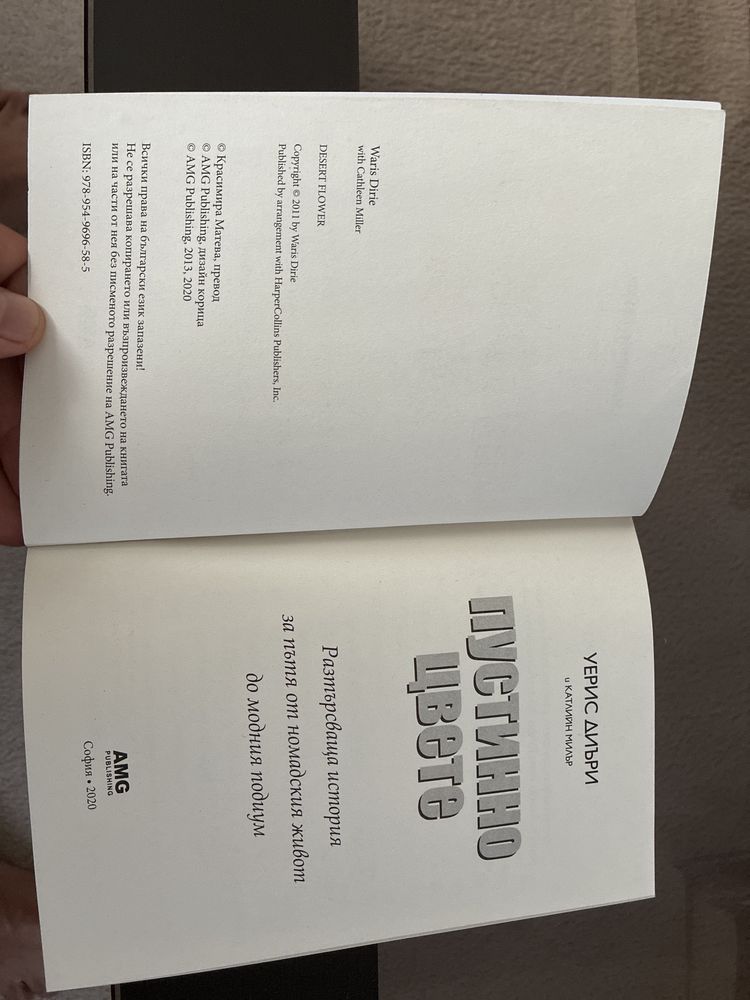 Waris Dirie
with Cathleen Miller
DESERT FLOWER
Copyright © 2011 by Waris Dirie
Published by arrangement with HarperCollins Publishers, Inc.
© Красимира Матева, превод
© AMG Publishing, дизайн корица
© AMG Publishing, 2013, 2020
Всички права на български език запазени!
Не се разрешава копирането или възпроизвеждането на книгата
или на части от нея без писменото разрешение на AMG Publishing.
ISBN: 978-954-9696-58-5
УЕРИС ДИЪРИ
и КАТЛИЙН МИЛЪР
ПУСТИННО
ЦВЕТЕ
Разтърсваща история
за пътя от номадския живот
до модния подиум
AMG
PUBLISHING
София • 2020